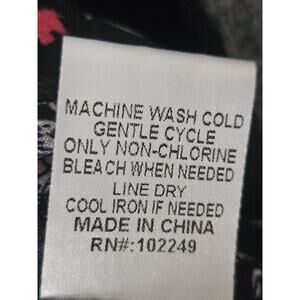 MACHINE WASH COLD
GENTLE CYCLE
ONLY NON-CHLORINE
BLEACH WHEN NEEDED
LINE DRY
COOL IRON IF NEEDED
MADE IN CHINA
RN#:102249